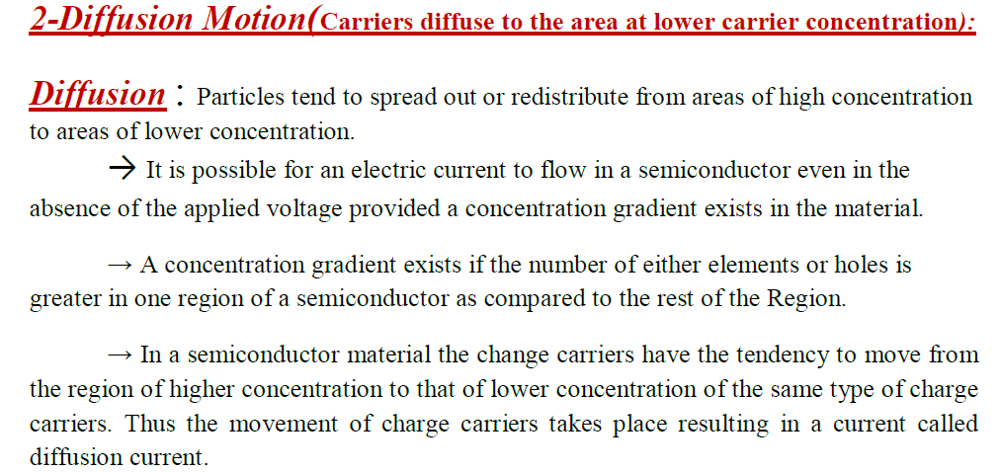 2-Diffusion Motion(Carriers diffuse to the area at lower carrier concentration):
Diffusion : Particles tend to spread out or redistribute from areas of high concentration
to areas of lower concentration.
→ It is possible for an electric current to flow in a semiconductor even in the
absence of the applied voltage provided a concentration gradient exists in the material.
→ A concentration gradient exists if the number of either elements or holes is
greater in one region of a semiconductor as compared to the rest of the Region.
→ In a semiconductor material the change carriers have the tendency to move from
the region of higher concentration to that of lower concentration of the same type of charge
carriers. Thus the movement of charge carriers takes place resulting in a current called
diffusion current.